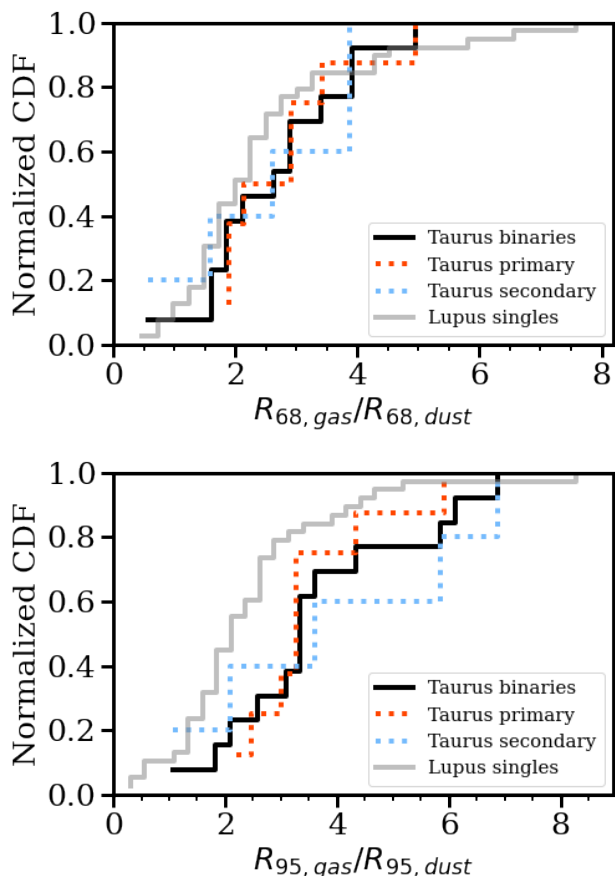 Normalized CDF
1.0
0.8
0.6
0.4
0.2
0.0
Taurus binaries
Taurus primary
Taurus secondary
Lupus singles
0 2 4 6 8
R68,gas/R68,dust
Normalized CDF
1.0
0.8
0.6
0.4
0.2
0.0
Taurus binaries
Taurus primary
Taurus secondary
Lupus singles
0 2 4 6 8
R95,gas/R95,dust